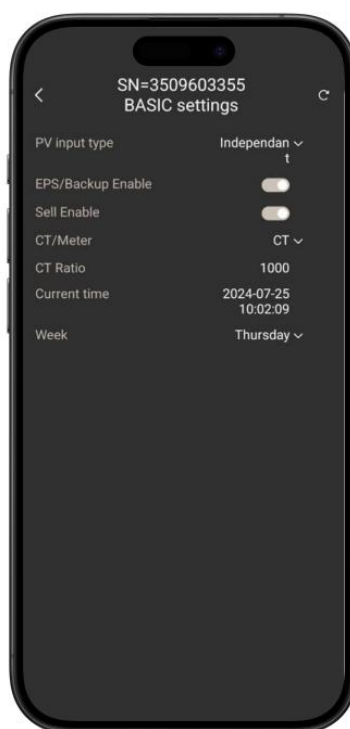 SN=3509603355
BASIC settings
PV input type
Independan
t
EPS/Backup Enable
Sell Enable
CT/Meter
CT
CT Ratio
1000
Current time
2024-07-25
10:02:09
Week
Thursday